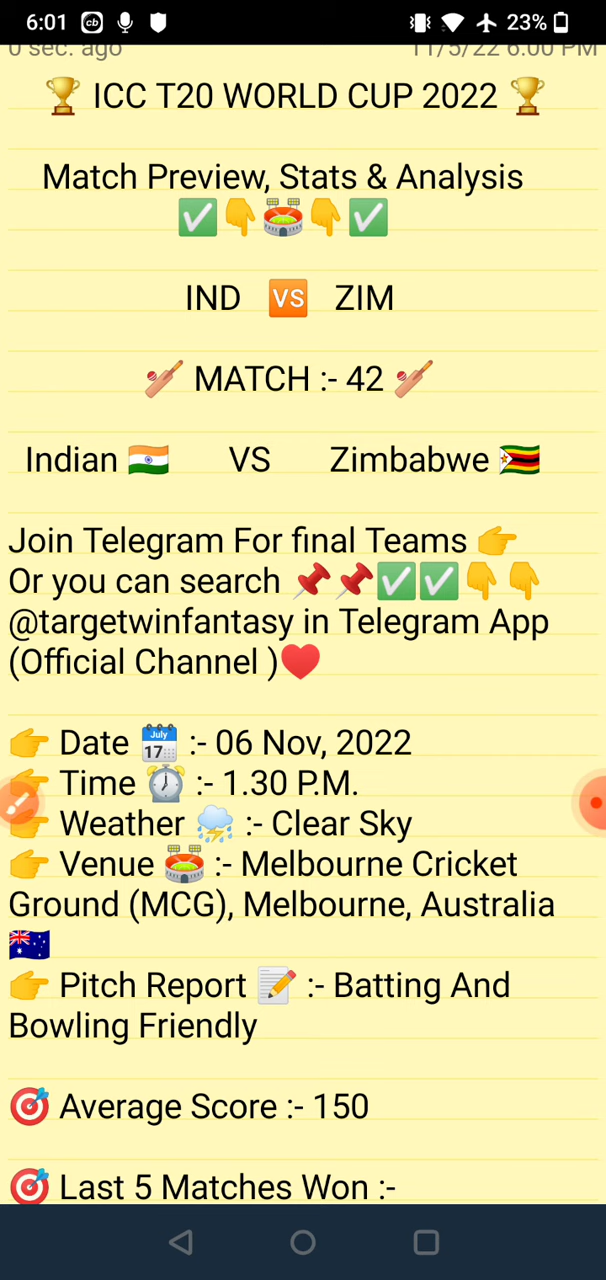 6:01 cb 23%
0 sec. ago 11/5/22 6:00 PM
🏆 ICC T20 WORLD CUP 2022 🏆
Match Preview, Stats & Analysis
✅👇🏟️👇✅
IND 🆚 ZIM
🏏 MATCH :- 42 🏏
Indian 🇮🇳 VS Zimbabwe 🇿🇼
Join Telegram For final Teams 👉
Or you can search 📌📌✅✅👇👇
@targetwinfantasy in Telegram App
(Official Channel )❤️
👉 Date 📅 :- 06 Nov, 2022
👉 Time ⏰ :- 1.30 P.M.
👉 Weather ⛈️ :- Clear Sky
👉 Venue 🏟️ :- Melbourne Cricket
Ground (MCG), Melbourne, Australia
🇦🇺
👉 Pitch Report 📝 :- Batting And
Bowling Friendly
🎯 Average Score :- 150
🎯 Last 5 Matches Won :-